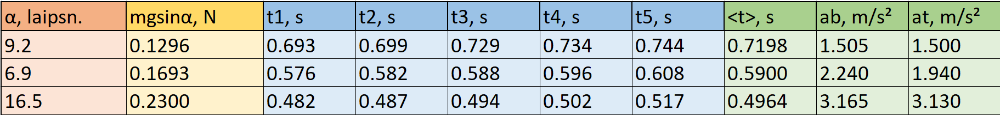 α, laipsn. mgsinα, N t1, s t2, s t3, s t4, s t5, s <t>, s ab, m/s² at, m/s²
9.2 0.1296 0.693 0.699 0.729 0.734 0.744 0.7198 1.505 1.500
6.9 0.1693 0.576 0.582 0.588 0.596 0.608 0.5900 2.240 1.940
16.5 0.2300 0.482 0.487 0.494 0.502 0.517 0.4964 3.165 3.130